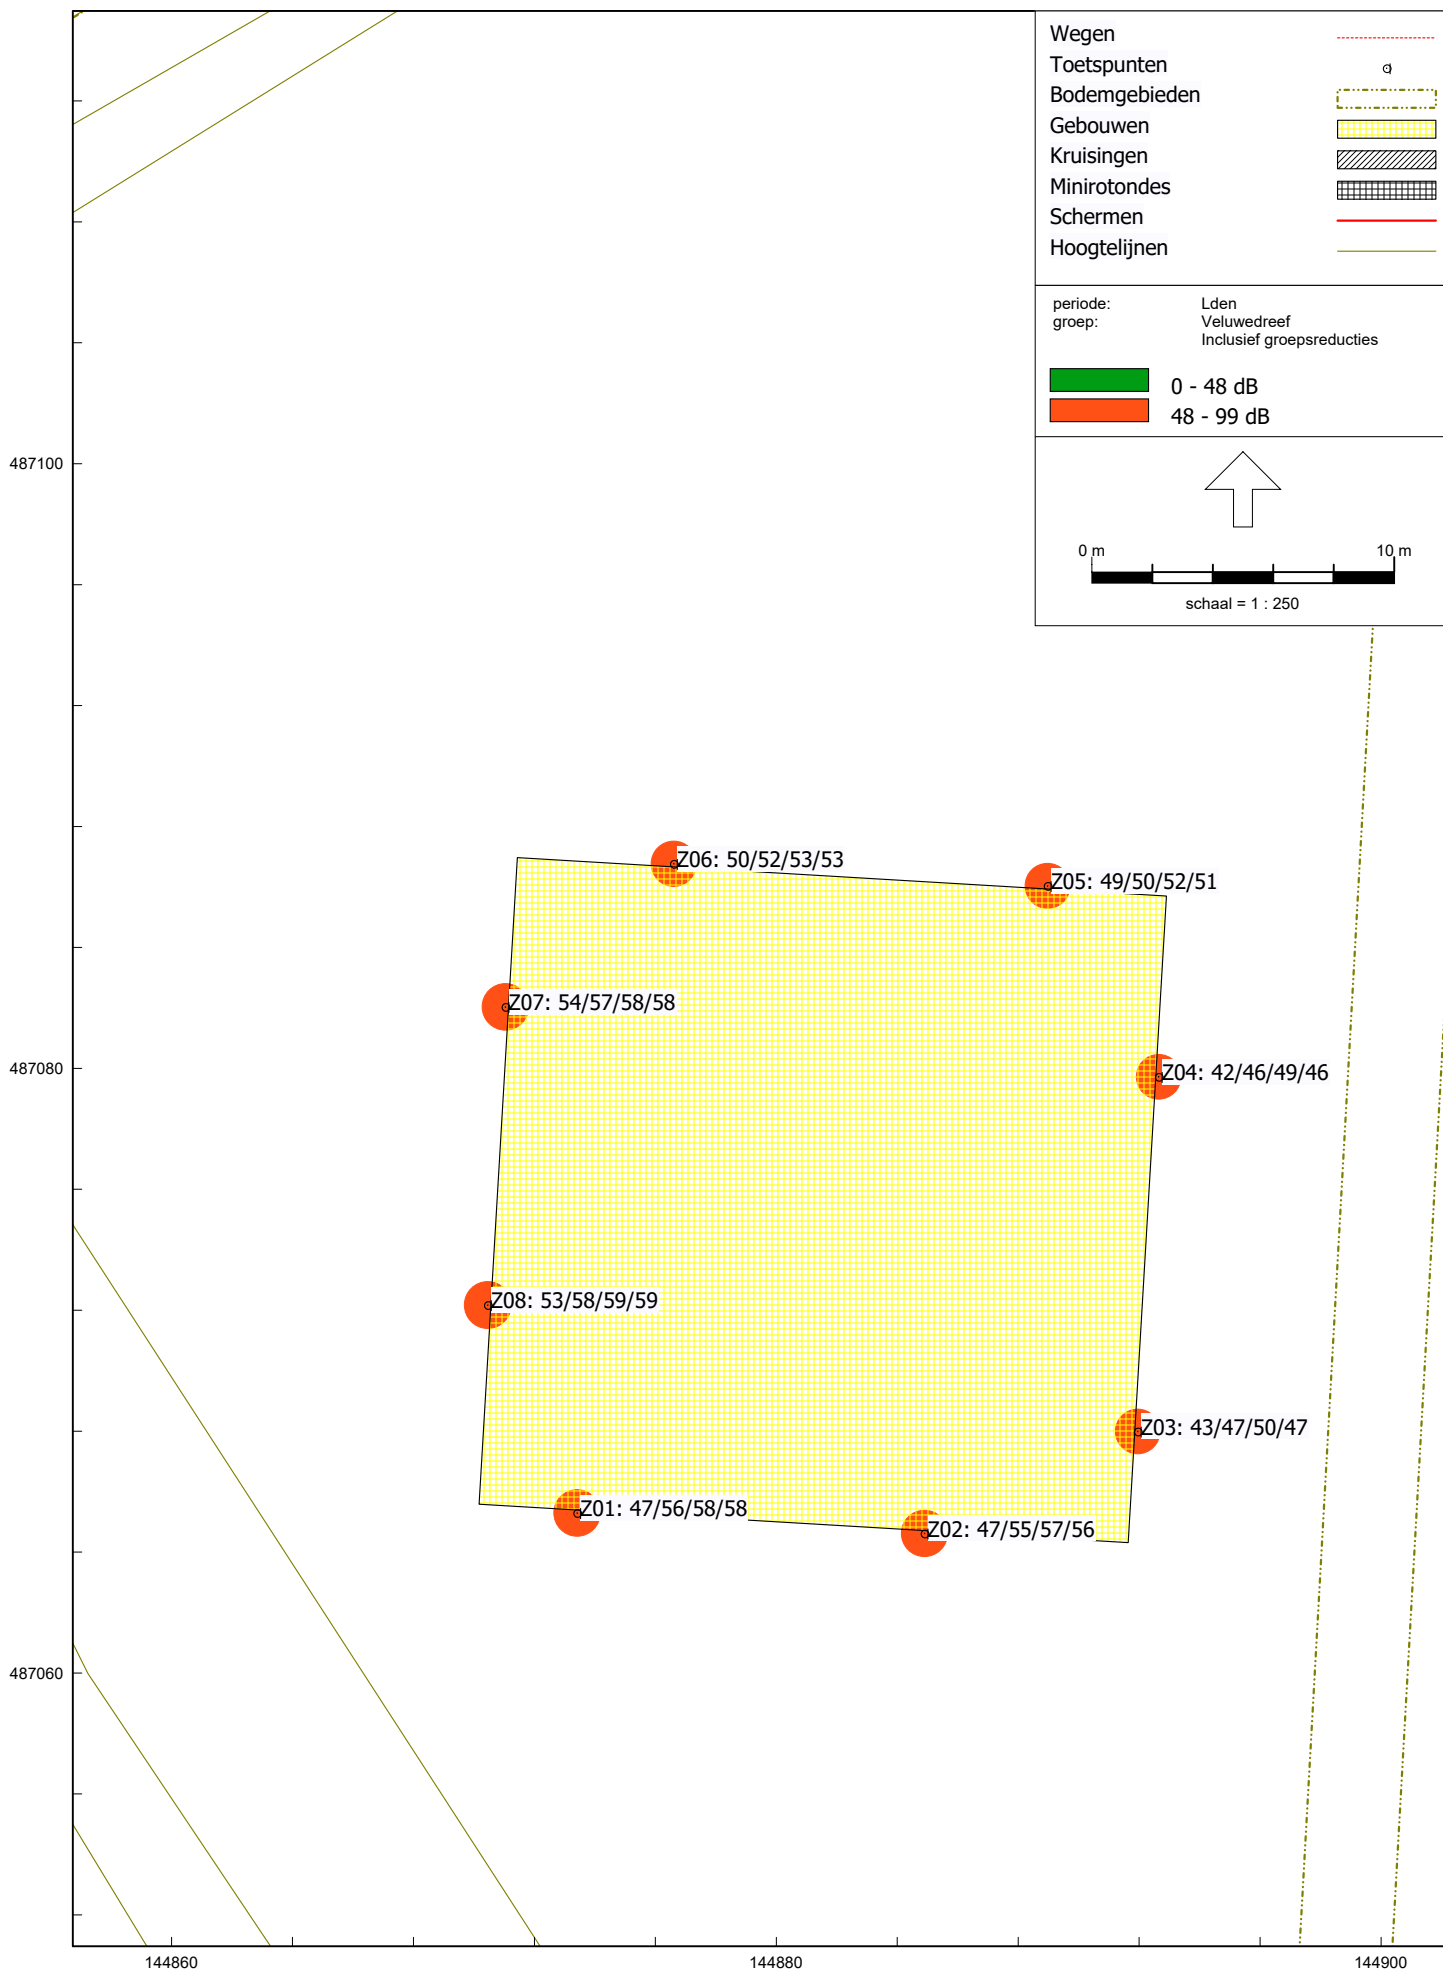 Wegen
Toetspunten
Bodemgebieden
Gebouwen
Kruisingen
Minirotondes
Schermen
Hoogtelijnen
periode: Lden
groep: Veluwedreef
Inclusief groepsreducties
0 - 48 dB
48 - 99 dB
0 m 10 m
schaal = 1 : 250
487100
Z06: 50/52/53/53
Z05: 49/50/52/51
Z07: 54/57/58/58
487080
Z04: 42/46/49/46
Z08: 53/58/59/59
Z03: 43/47/50/47
Z01: 47/56/58/58
Z02: 47/55/57/56
487060
144860 144880 144900